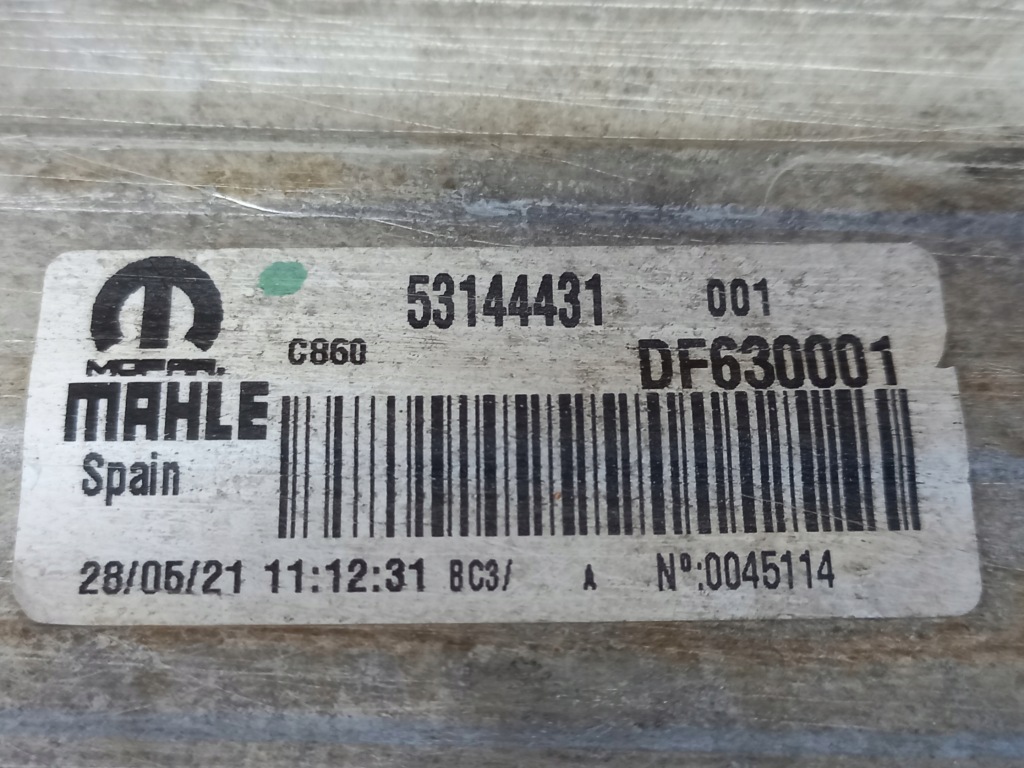 53144431 001
MOPAR.
C860
DF630001
MAHLE
Spain
28/05/21 11:12:31 BC3/ A Nº:0045114